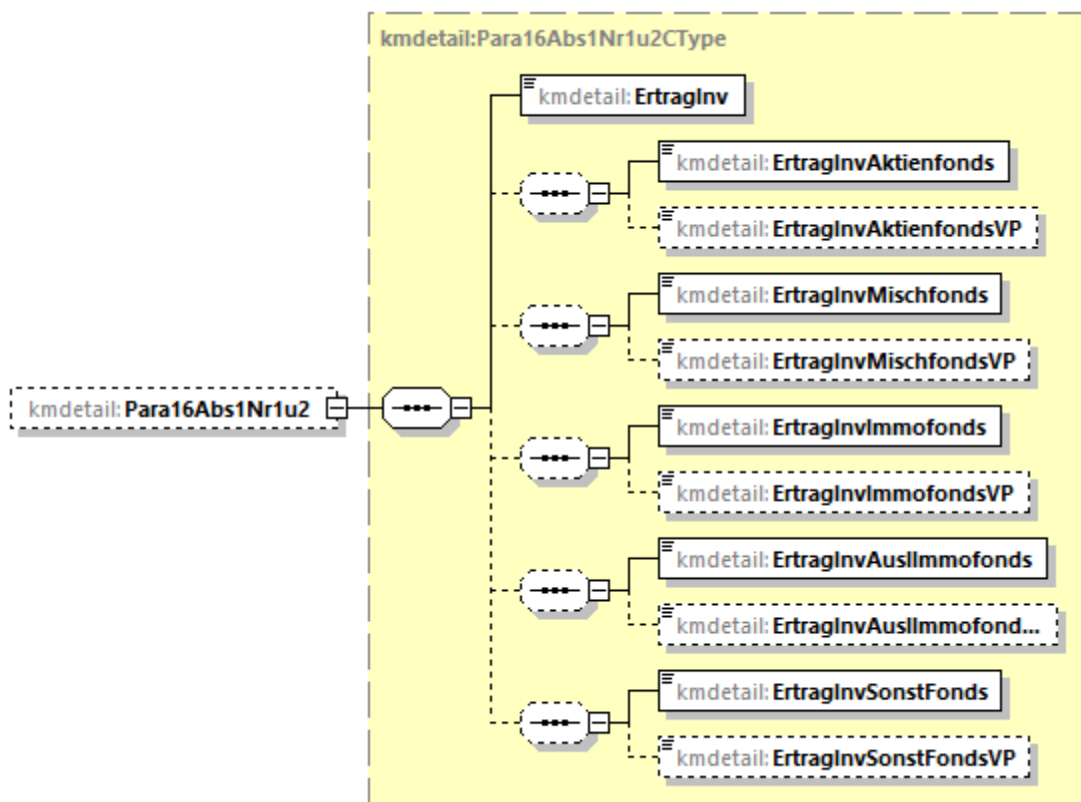 kmdetail:Para16Abs1Nr1u2CType
kmdetail:ErtragInv
kmdetail:ErtragInvAktienfonds
kmdetail:ErtragInvAktienfondsVP
kmdetail:ErtragInvMischfonds
kmdetail:ErtragInvMischfondsVP
kmdetail:Para16Abs1Nr1u2
kmdetail:ErtragInvImmofonds
kmdetail:ErtragInvImmofondsVP
kmdetail:ErtragInvAuslImmofonds
kmdetail:ErtragInvAuslImmofond...
kmdetail:ErtragInvSonstFonds
kmdetail:ErtragInvSonstFondsVP